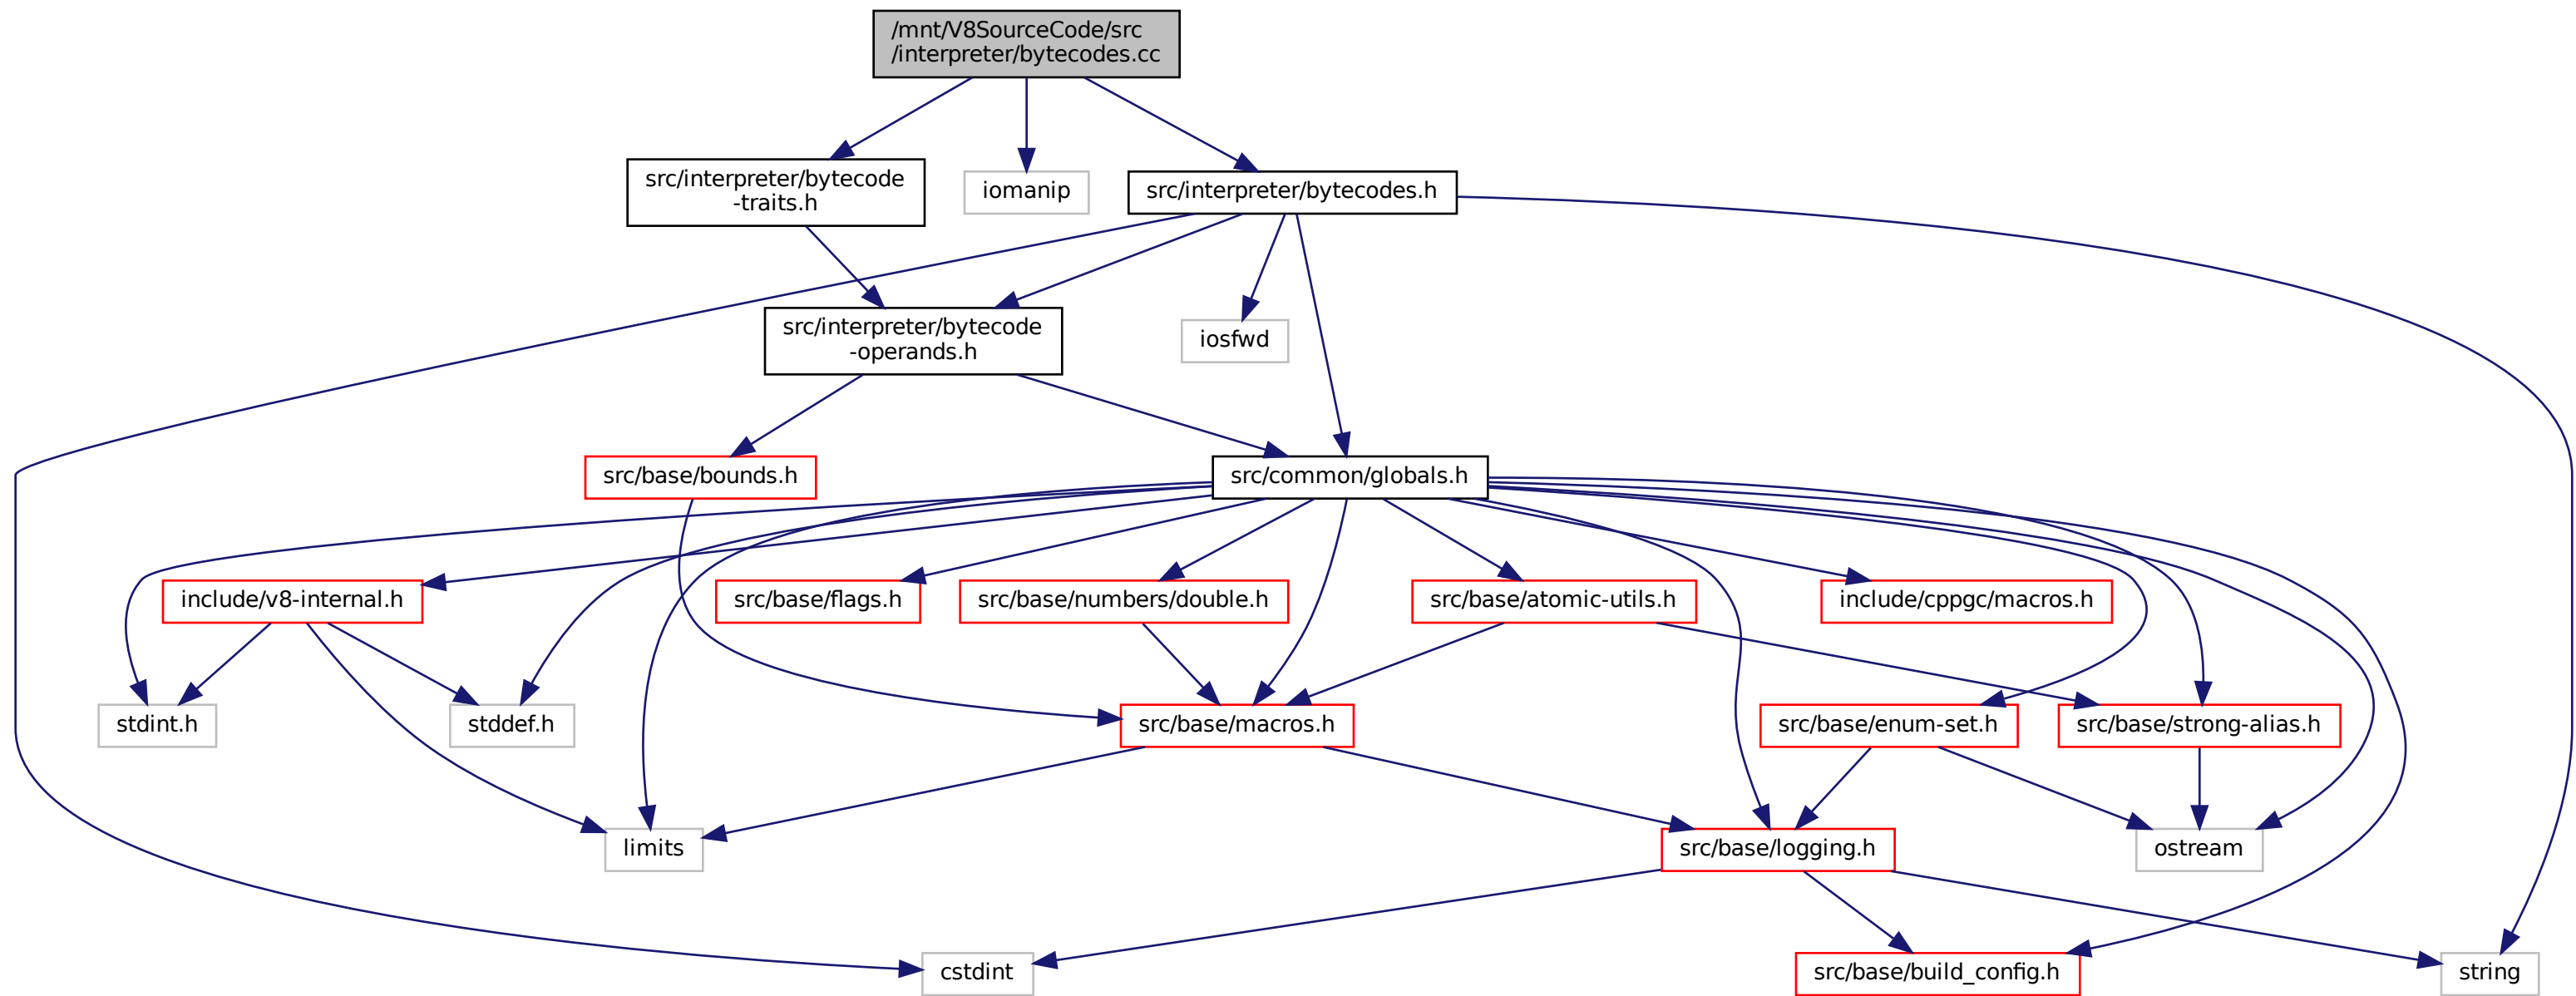 /mnt/V8SourceCode/src
/interpreter/bytecodes.cc
src/interpreter/bytecode
-traits.h
iomanip
src/interpreter/bytecodes.h
src/interpreter/bytecode
-operands.h
iosfwd
src/base/bounds.h
src/common/globals.h
include/v8-internal.h
src/base/flags.h
src/base/numbers/double.h
src/base/atomic-utils.h
include/cppgc/macros.h
stdint.h
stddef.h
src/base/macros.h
src/base/enum-set.h
src/base/strong-alias.h
limits
src/base/logging.h
ostream
cstdint
src/base/build_config.h
string